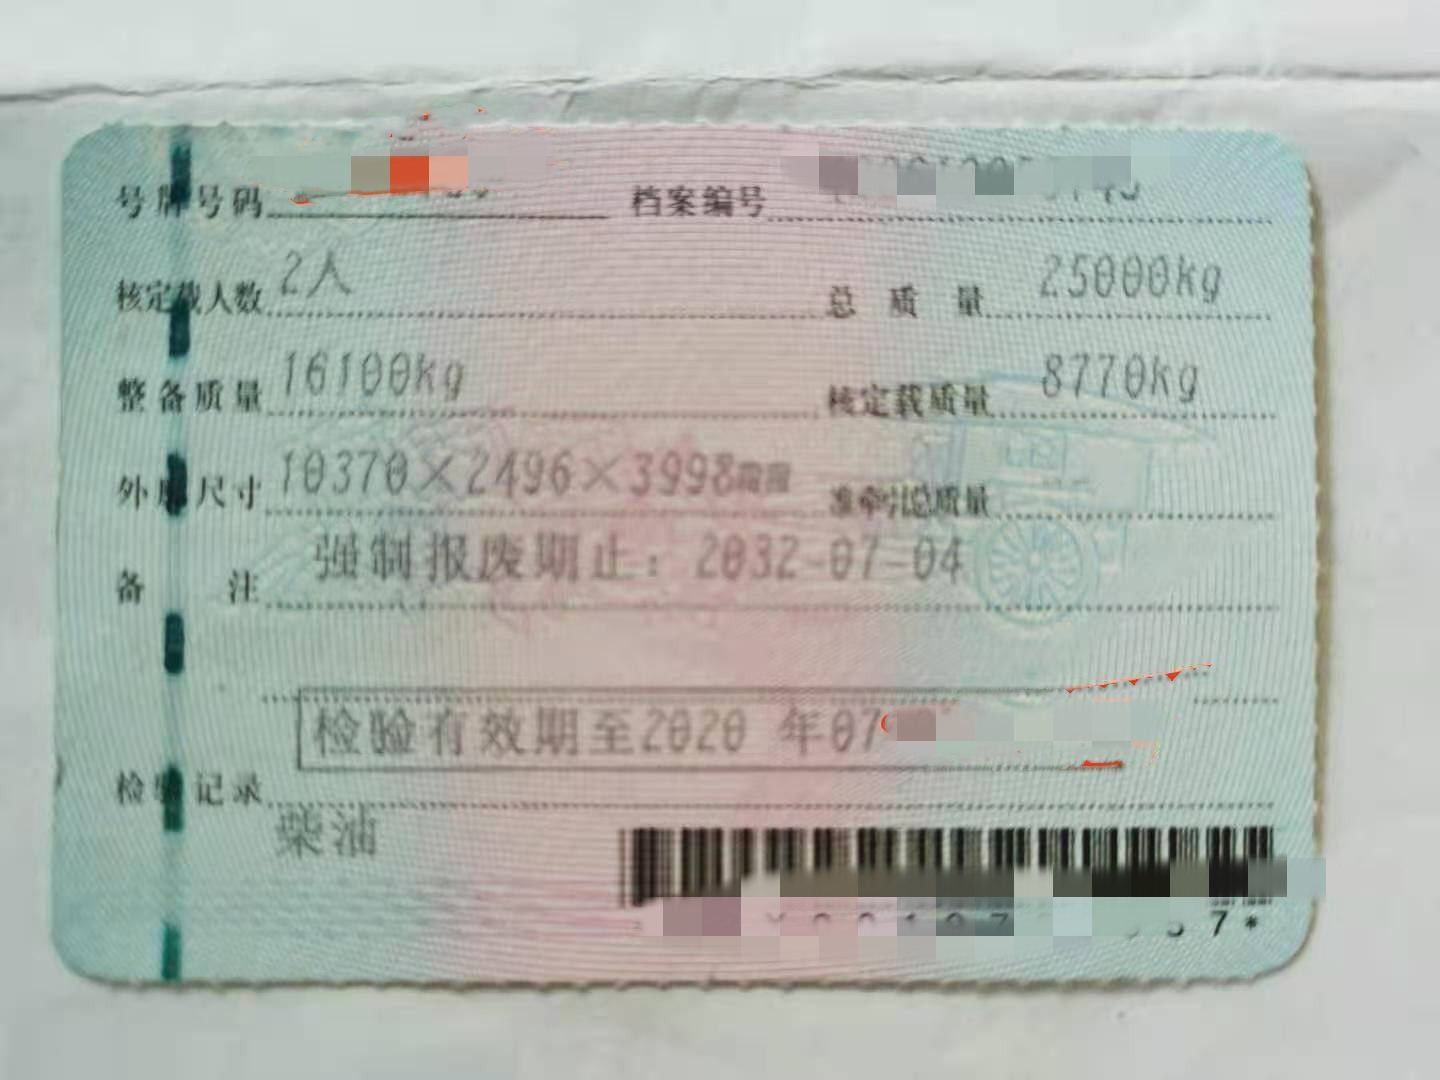 号牌号码 档案编号
核定载人数 2人 总质量 25000kg
整备质量 16100kg 核定载质量 8770kg
外廓尺寸 10370×2496×3998mm 准牵引总质量 --
备注 强制报废期止：2032-07-04
检验有效期至2020 年07
检验记录
柴油